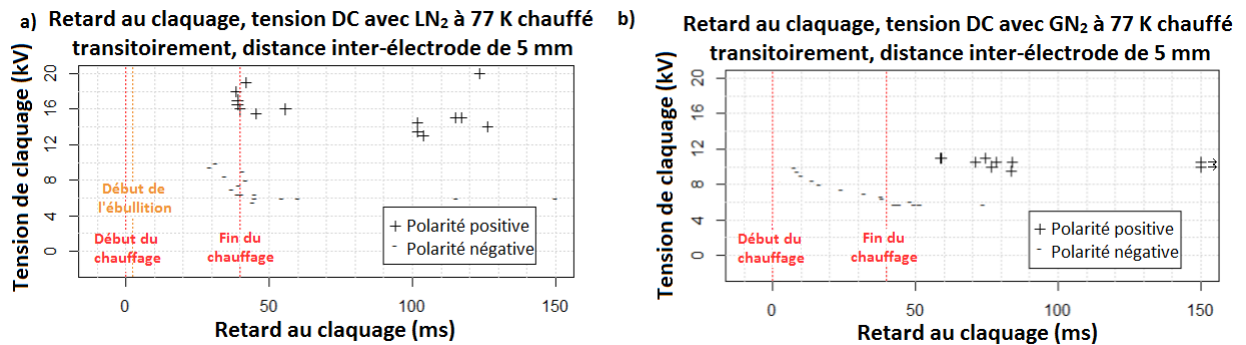 a) Retard au claquage, tension DC avec LN₂ à 77 K chauffé
transitoirement, distance inter-électrode de 5 mm
Tension de claquage (kV)
20
16
12
8
4
0
Début de
l'ébullition
Début du
chauffage
Fin du
chauffage
+ Polarité positive
- Polarité négative
0
50
100
150
Retard au claquage (ms)
b) Retard au claquage, tension DC avec GN₂ à 77 K chauffé
transitoirement, distance inter-électrode de 5 mm
Tension de claquage (kV)
20
16
12
8
4
0
Début du
chauffage
Fin du
chauffage
+ Polarité positive
- Polarité négative
0
50
100
150
Retard au claquage (ms)